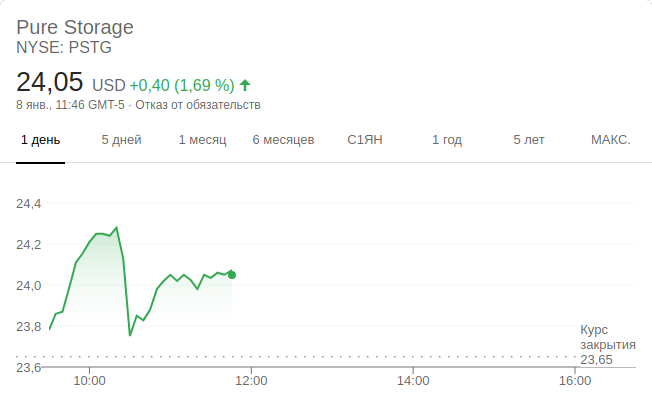 Pure Storage
NYSE: PSTG
24,05 USD +0,40 (1,69 %)
8 янв., 11:46 GMT-5 · Отказ от обязательств
1 день 5 дней 1 месяц 6 месяцев С1ЯН 1 год 5 лет МАКС.
24,4
24,2
24,0
23,8
Курс
закрытия
23,65
23,6
10:00 12:00 14:00 16:00